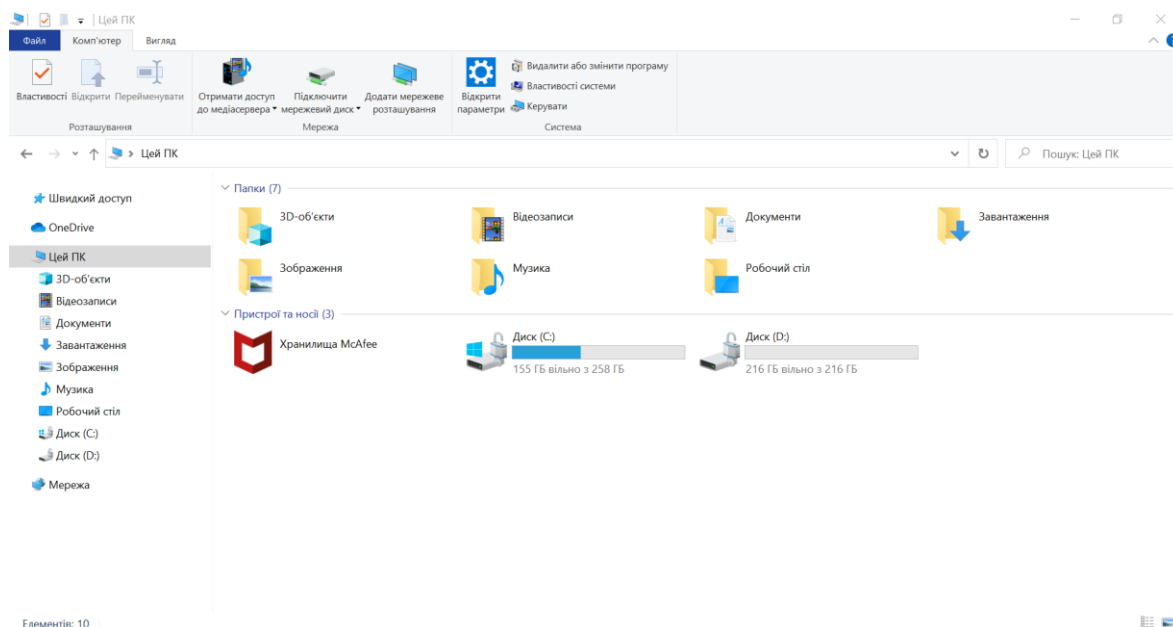 Цей ПК
Файл Комп'ютер Вигляд
Властивості Відкрити Перейменувати
Розташування
Отримати доступ до медіасервера
Підключити мережевий диск
Додати мережеве розташування
Мережа
Відкрити параметри
Видалити або змінити програму
Властивості системи
Керувати
Система
Цей ПК
Пошук: Цей ПК
Швидкий доступ
OneDrive
Цей ПК
3D-об'єкти
Відеозаписи
Документи
Завантаження
Зображення
Музика
Робочий стіл
Диск (C:)
Диск (D:)
Мережа
Папки (7)
3D-об'єкти
Відеозаписи
Документи
Завантаження
Зображення
Музика
Робочий стіл
Пристрої та носії (3)
Хранилища McAfee
Диск (C:)
155 ГБ вільно з 258 ГБ
Диск (D:)
216 ГБ вільно з 216 ГБ
Елементів: 10